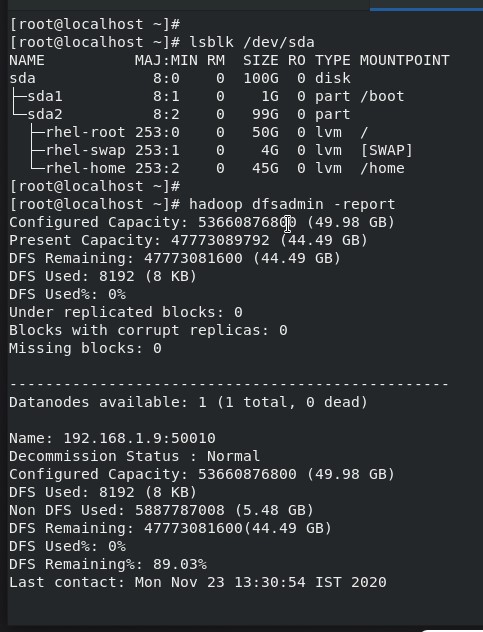 [root@localhost ~]#
[root@localhost ~]# lsblk /dev/sda
NAME          MAJ:MIN RM  SIZE RO TYPE MOUNTPOINT
sda             8:0    0  100G  0 disk
├─sda1          8:1    0    1G  0 part /boot
└─sda2          8:2    0   99G  0 part
  ├─rhel-root 253:0    0   50G  0 lvm  /
  ├─rhel-swap 253:1    0    4G  0 lvm  [SWAP]
  └─rhel-home 253:2    0   45G  0 lvm  /home
[root@localhost ~]#
[root@localhost ~]# hadoop dfsadmin -report
Configured Capacity: 53660876800 (49.98 GB)
Present Capacity: 47773089792 (44.49 GB)
DFS Remaining: 47773081600 (44.49 GB)
DFS Used: 8192 (8 KB)
DFS Used%: 0%
Under replicated blocks: 0
Blocks with corrupt replicas: 0
Missing blocks: 0
-------------------------------------------------
Datanodes available: 1 (1 total, 0 dead)
Name: 192.168.1.9:50010
Decommission Status : Normal
Configured Capacity: 53660876800 (49.98 GB)
DFS Used: 8192 (8 KB)
Non DFS Used: 5887787008 (5.48 GB)
DFS Remaining: 47773081600(44.49 GB)
DFS Used%: 0%
DFS Remaining%: 89.03%
Last contact: Mon Nov 23 13:30:54 IST 2020